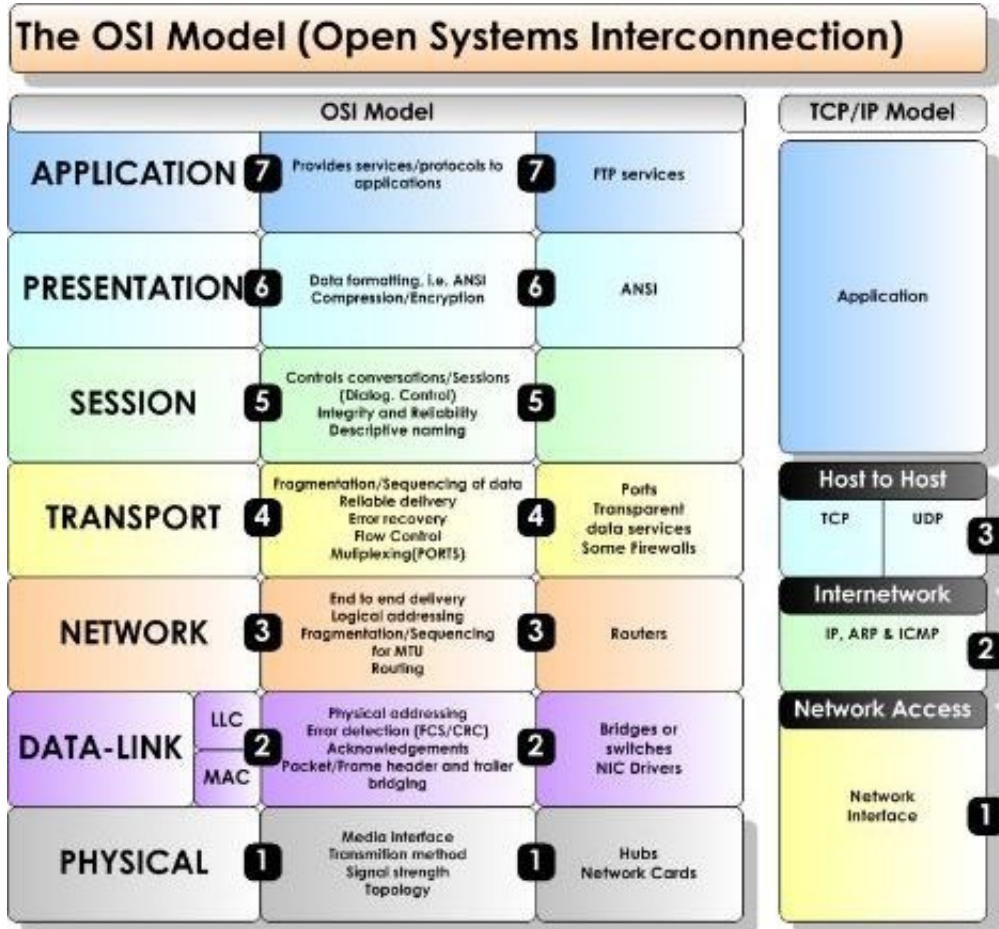 The OSI Model (Open Systems Interconnection)
OSI Model
TCP/IP Model
APPLICATION
7
Provides services/protocols to
applications
7
FTP services
PRESENTATION
6
Data formatting, i.e. ANSI
Compression/Encryption
6
ANSI
SESSION
5
Controls conversations/Sessions
(Dialog. Control)
Integrity and Reliability
Descriptive naming
5
TRANSPORT
4
Fragmentation/Sequencing of data
Reliable delivery
Error recovery
Flow Control
Mutiplexing(PORTS)
4
Ports
Transparent
data services
Some Firewalls
NETWORK
3
End to end delivery
Logical addressing
Fragmentation/Sequencing
for MTU
Routing
3
Routers
DATA-LINK
LLC
MAC
2
Physical addressing
Error detection (FCS/CRC)
Acknowledgements
Packet/Frame header and trailer
bridging
2
Bridges or
switches
NIC Drivers
PHYSICAL
1
Media Interface
Transmition method
Signal strength
Topology
1
Hubs
Network Cards
Application
Host to Host
TCP
UDP
3
Internetwork
IP, ARP & ICMP
2
Network Access
Network
Interface
1